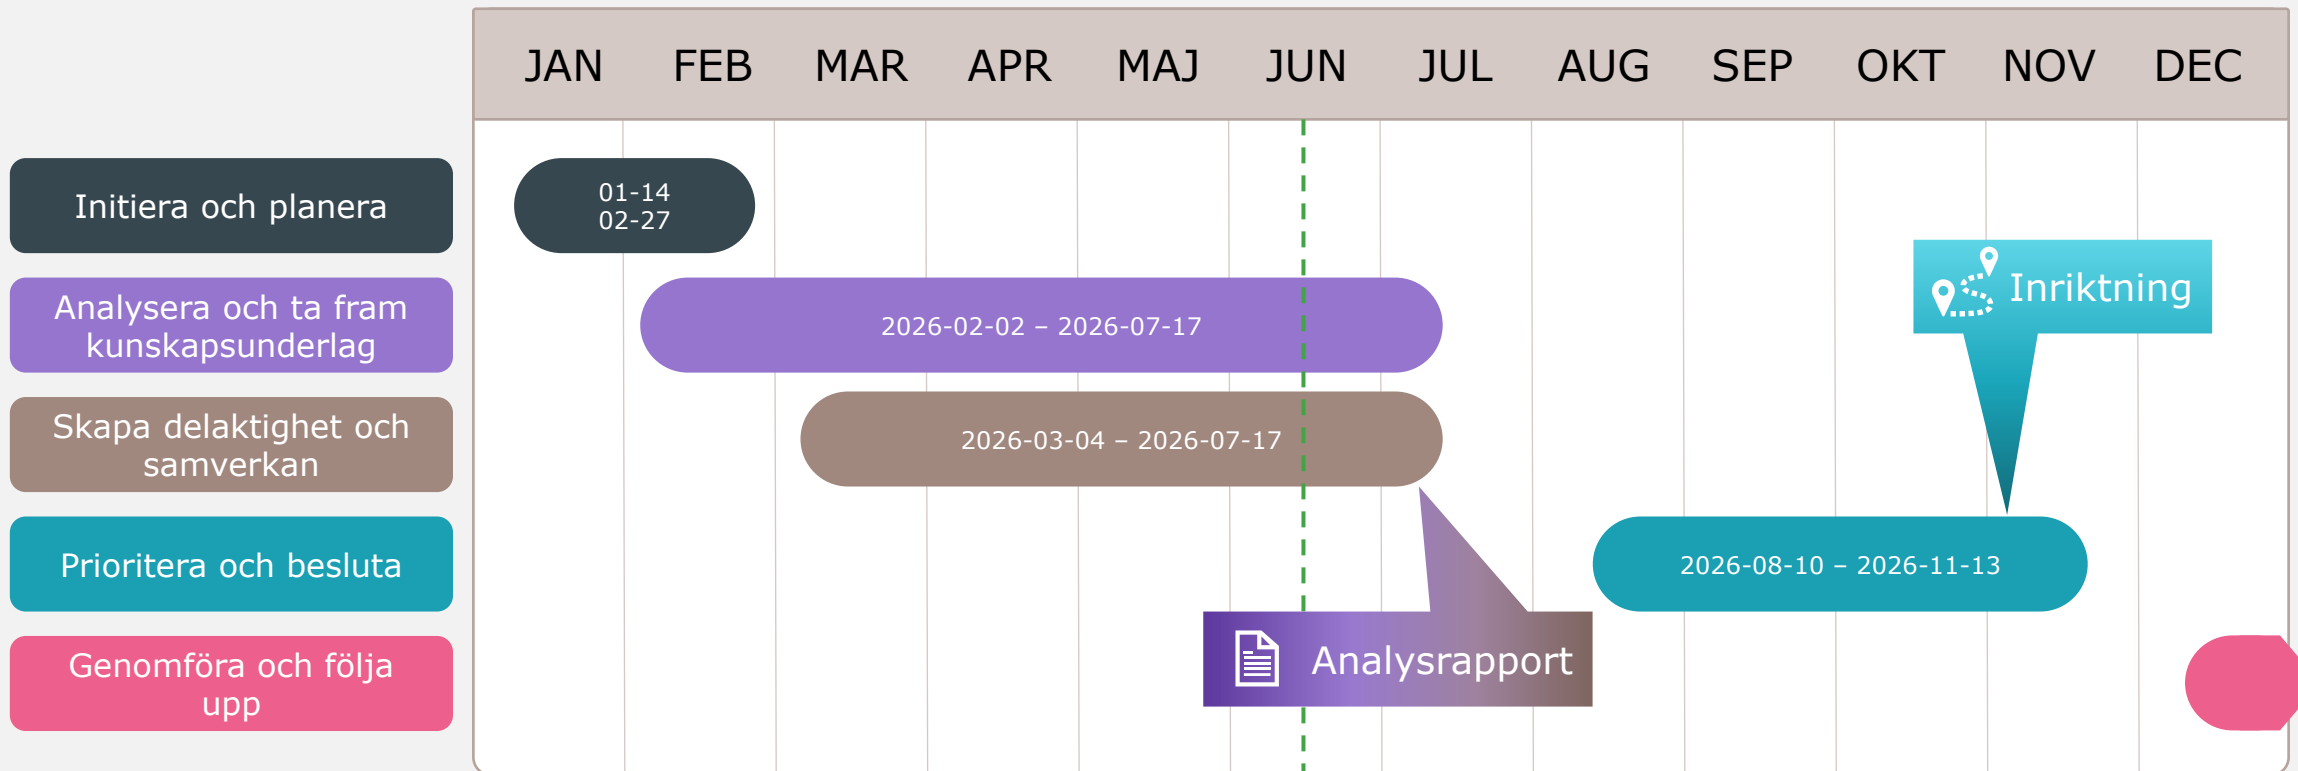 JAN FEB MAR APR MAJ JUN JUL AUG SEP OKT NOV DEC
Initiera och planera
01-14
02-27
Analysera och ta fram
kunskapsunderlag
2026-02-02 – 2026-07-17
Inriktning
Skapa delaktighet och
samverkan
2026-03-04 – 2026-07-17
Prioritera och besluta
2026-08-10 – 2026-11-13
Analysrapport
Genomföra och följa
upp